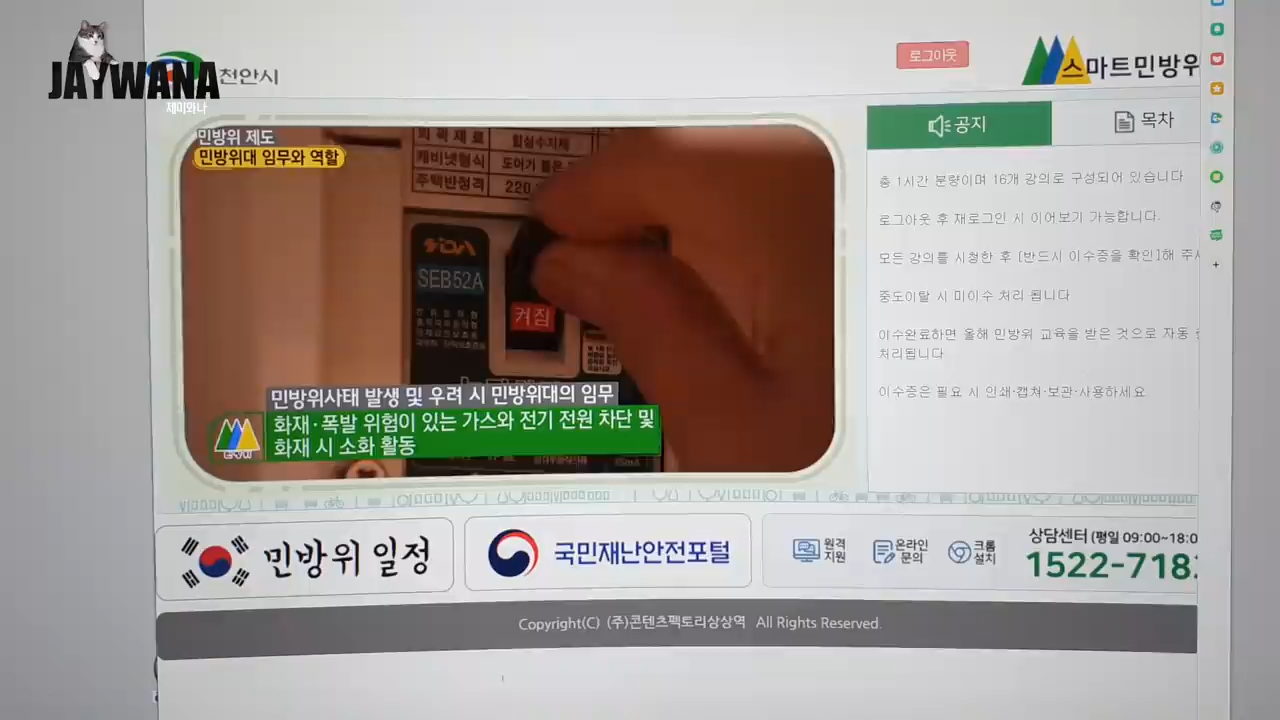 JAYWANA
제이와나
천안시
로그아웃
스마트민방위
민방위 제도
민방위대 임무와 역할
외곽재료 합성수지제
캐비넷형식
주택반정격 220
SEB52A
켜짐
민방위사태 발생 및 우려 시 민방위대의 임무
화재·폭발 위험이 있는 가스와 전기 전원 차단 및
화재 시 소화 활동
공지
목차
총 1시간 분량이며 16개 강의로 구성되어 있습니다
로그아웃 후 재로그인 시 이어보기 가능합니다.
모든 강의를 시청한 후 [반드시 이수증을 확인]해 주시
중도이탈 시 미이수 처리 됩니다
이수완료하면 올해 민방위 교육을 받은 것으로 자동
처리됩니다
이수증은 필요 시 인쇄·캡쳐·보관·사용하세요
민방위 일정
국민재난안전포털
원격
지원
온라인
문의
크롬
설치
상담센터 (평일 09:00~18:0
1522-718
Copyright(C) (주)콘텐츠팩토리상상역 All Rights Reserved.